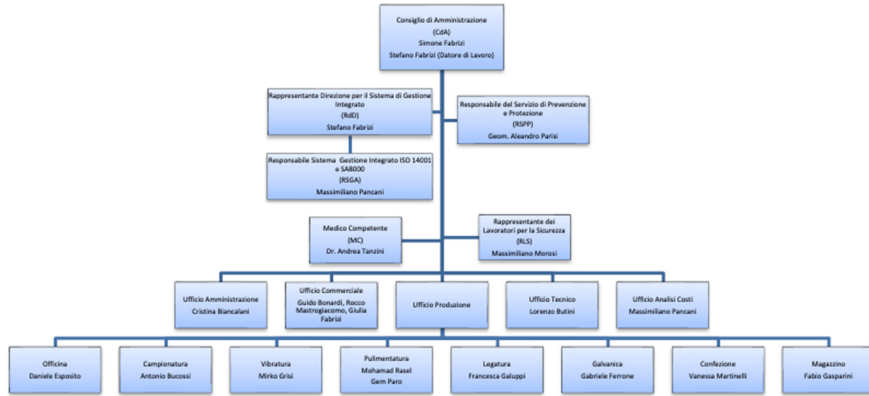 Consiglio di Amministrazione
(CdA)
Simone Fabrizi
Stefano Fabrizi (Datore di Lavoro)
Rappresentante Direzione per il Sistema di Gestione
Integrato
(RdD)
Stefano Fabrizi
Responsabile del Servizio di Prevenzione
e Protezione
(RSPP)
Geom. Aleandro Parisi
Responsabile Sistema Gestione Integrato ISO 14001
e SA8000
(RSGA)
Massimiliano Pancani
Medico Competente
(MC)
Dr. Andrea Tanzini
Rappresentante dei
Lavoratori per la Sicurezza
(RLS)
Massimiliano Morosi
Ufficio Amministrazione
Cristina Biancalani
Ufficio Commerciale
Guido Bonardi, Rocco
Mastrogiacomo, Giulia
Fabrizi
Ufficio Produzione
Ufficio Tecnico
Lorenzo Butini
Ufficio Analisi Costi
Massimiliano Pancani
Officina
Daniele Esposito
Campionatura
Antonio Bucossi
Vibratura
Mirko Grisi
Pulimentatura
Mohamad Rasel
Gem Paro
Legatura
Francesca Galuppi
Galvanica
Gabriele Ferrone
Confezione
Vanessa Martinelli
Magazzino
Fabio Gasparini